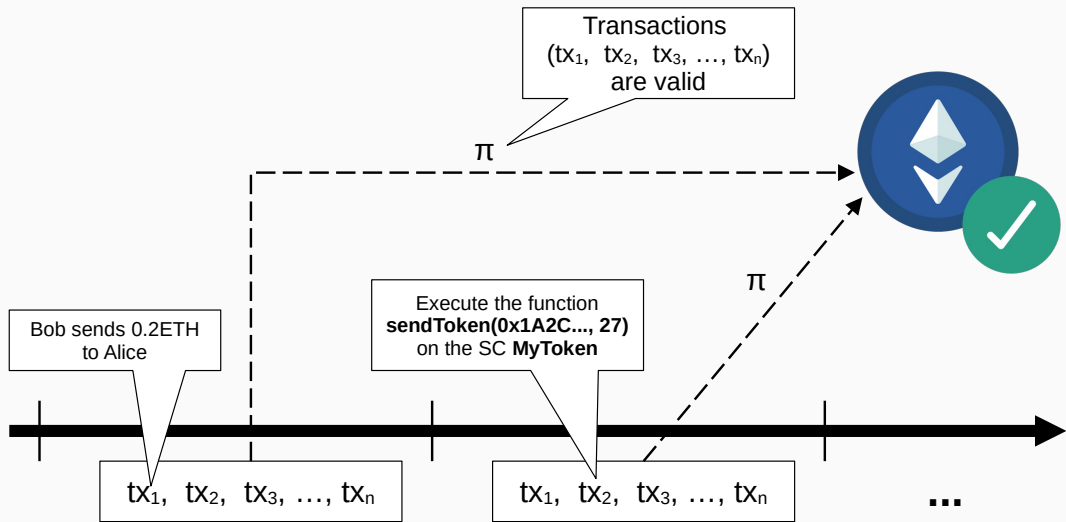 Transactions
(tx₁, tx₂, tx₃, …, txₙ)
are valid
π
π
Bob sends 0.2ETH
to Alice
Execute the function
sendToken(0x1A2C..., 27)
on the SC MyToken
tx₁, tx₂, tx₃, …, txₙ
tx₁, tx₂, tx₃, …, txₙ
...